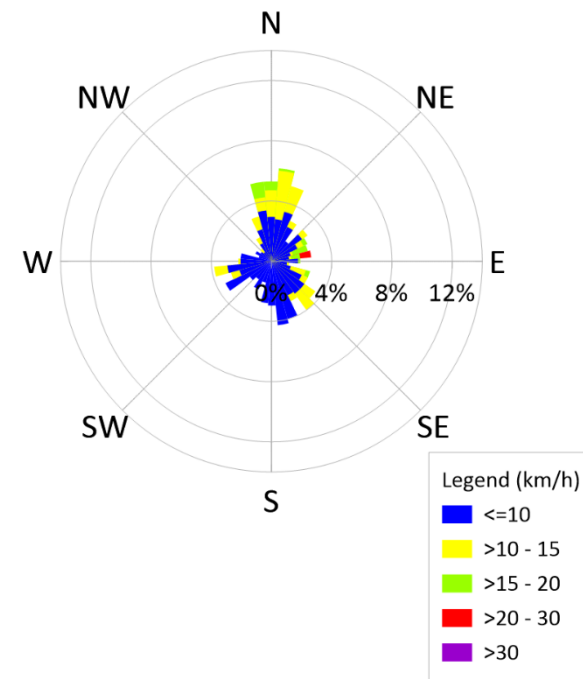 N
NW
NE
W
E
0%
4%
8%
12%
SW
SE
S
Legend (km/h)
<=10
>10 - 15
>15 - 20
>20 - 30
>30